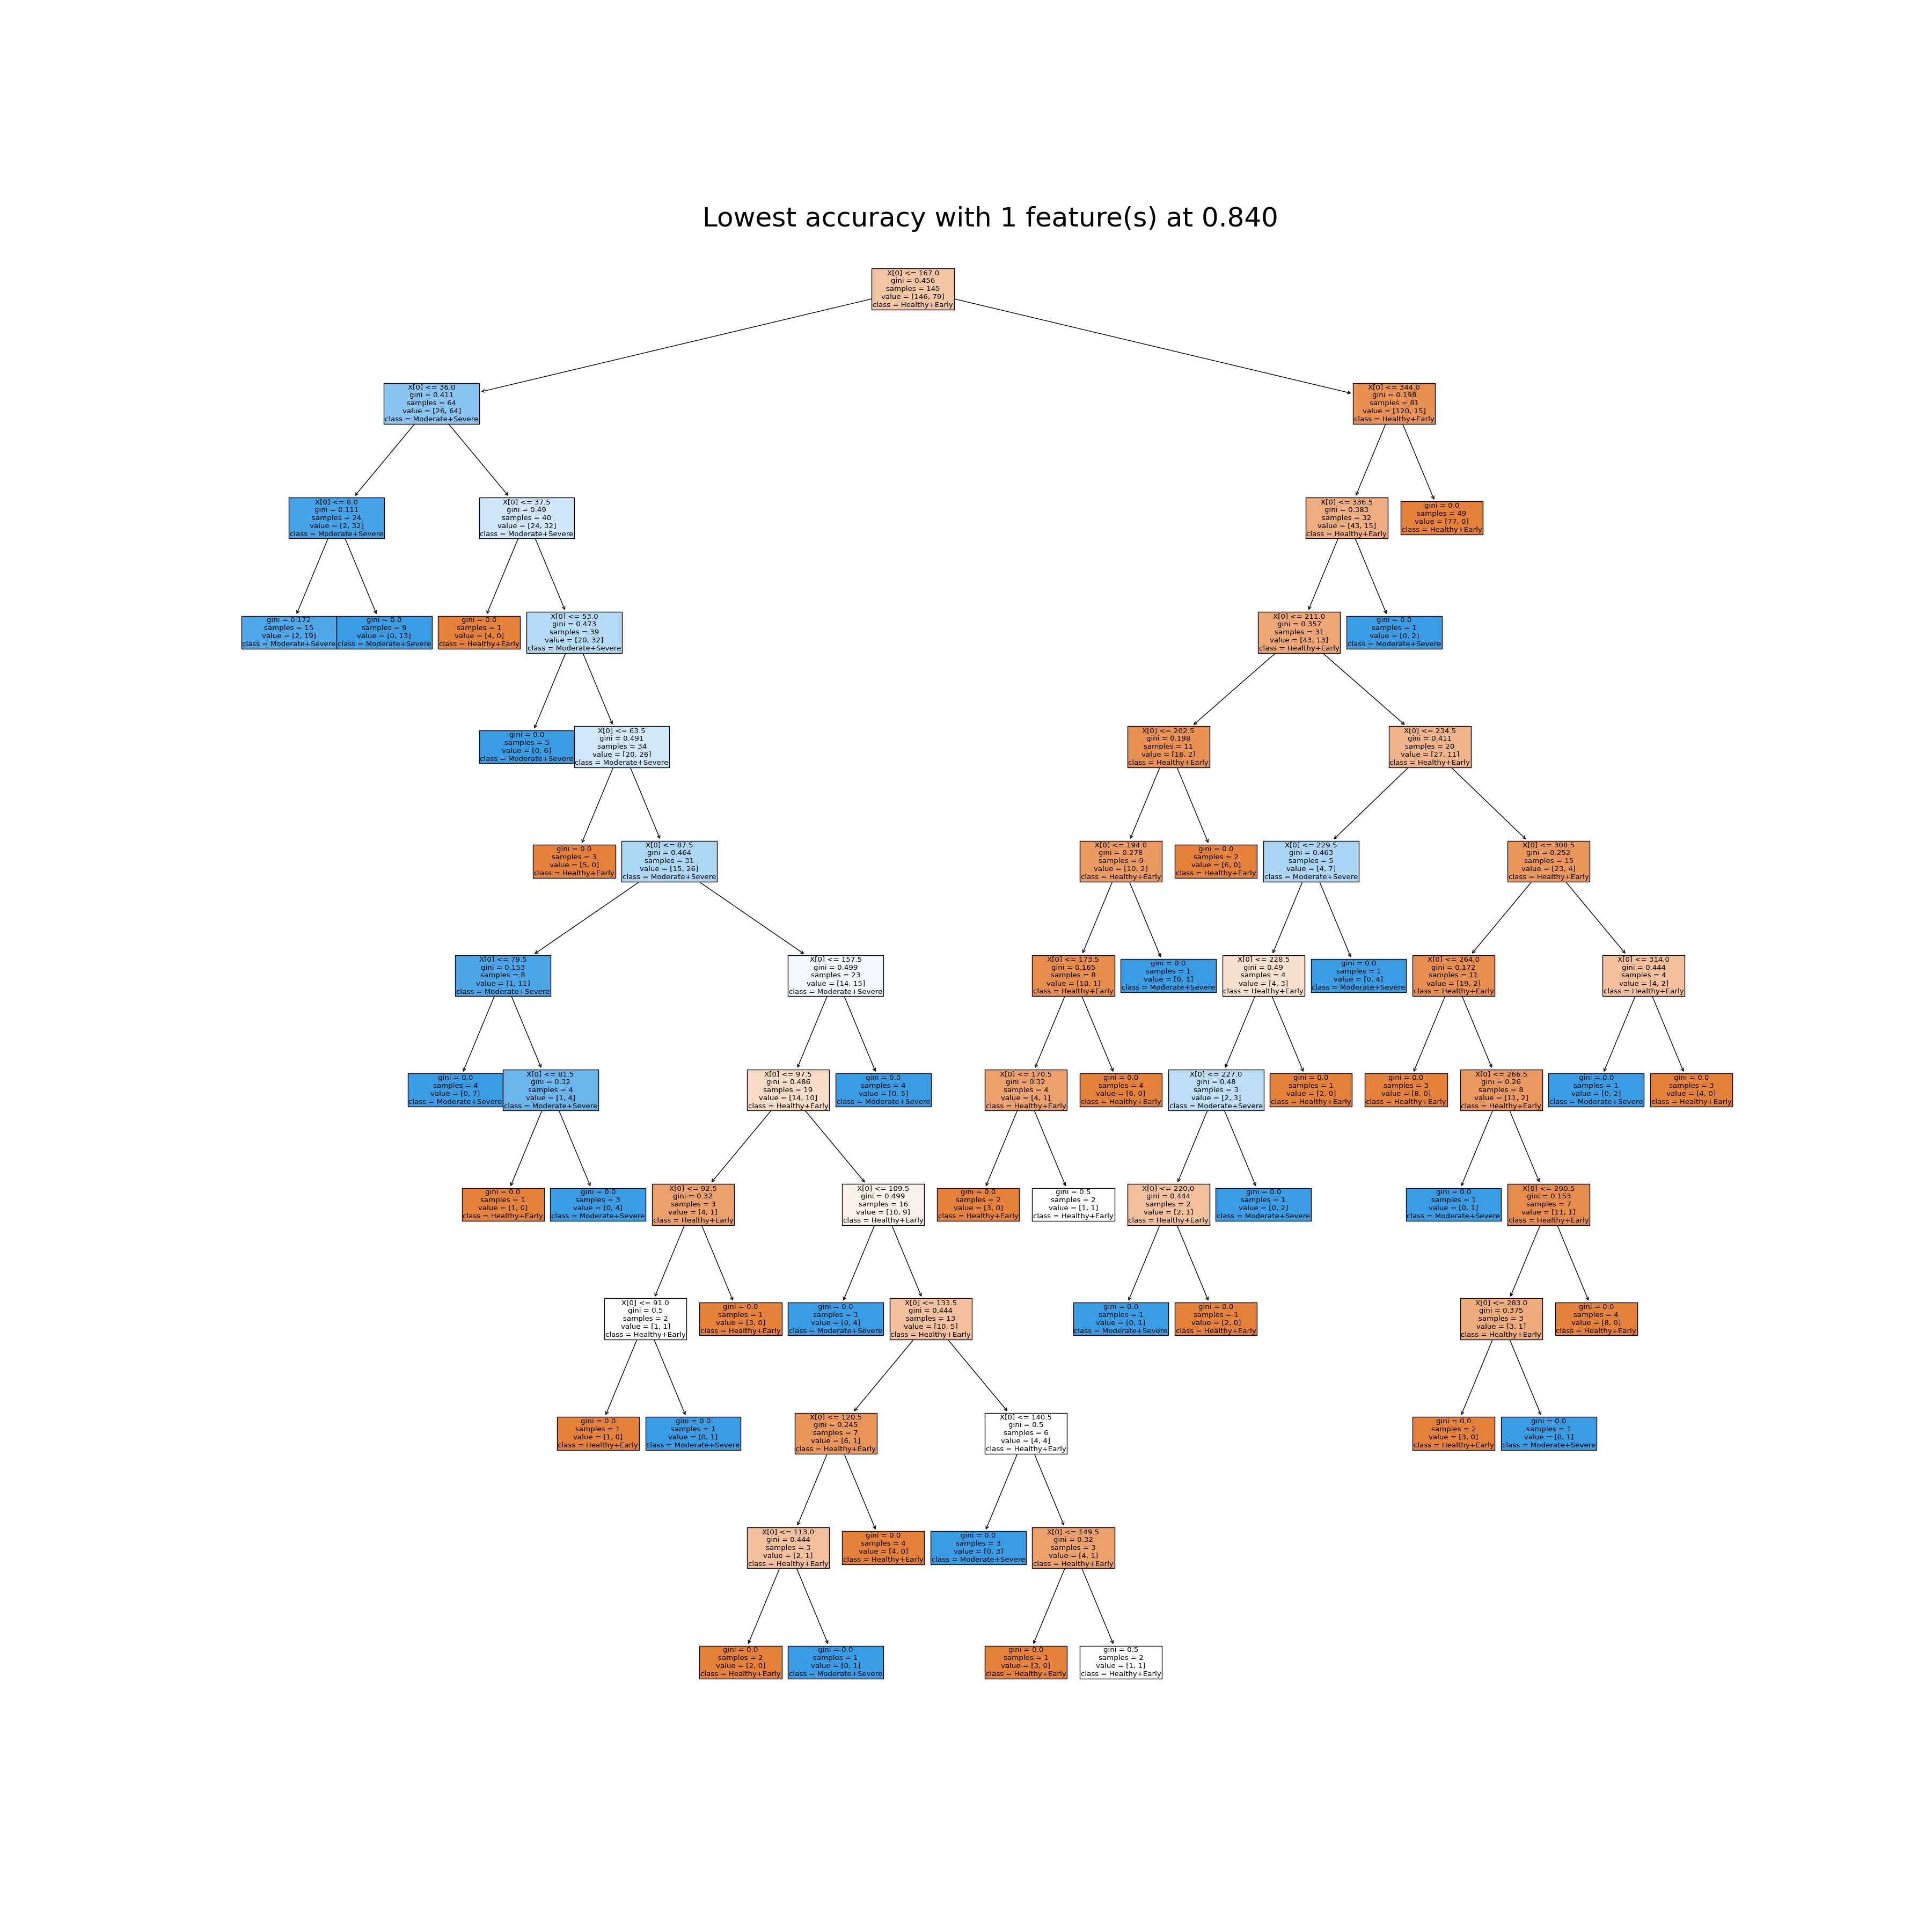 Lowest accuracy with 1 feature(s) at 0.840
X[0] <= 167.0
gini = 0.456
samples = 145
value = [146, 79]
class = Healthy+Early
X[0] <= 36.0
gini = 0.411
samples = 64
value = [26, 64]
class = Moderate+Severe
X[0] <= 344.0
gini = 0.198
samples = 81
value = [120, 15]
class = Healthy+Early
X[0] <= 8.0
gini = 0.111
samples = 24
value = [2, 32]
class = Moderate+Severe
X[0] <= 37.5
gini = 0.49
samples = 40
value = [24, 32]
class = Moderate+Severe
X[0] <= 336.5
gini = 0.383
samples = 32
value = [43, 15]
class = Healthy+Early
gini = 0.0
samples = 49
value = [77, 0]
class = Healthy+Early
gini = 0.172
samples = 15
value = [2, 19]
class = Moderate+Severe
gini = 0.0
samples = 9
value = [0, 13]
class = Moderate+Severe
gini = 0.0
samples = 1
value = [4, 0]
class = Healthy+Early
X[0] <= 53.0
gini = 0.473
samples = 39
value = [20, 32]
class = Moderate+Severe
X[0] <= 211.0
gini = 0.357
samples = 31
value = [43, 13]
class = Healthy+Early
gini = 0.0
samples = 1
value = [0, 2]
class = Moderate+Severe
gini = 0.0
samples = 5
value = [0, 6]
class = Moderate+Severe
X[0] <= 63.5
gini = 0.491
samples = 34
value = [20, 26]
class = Moderate+Severe
X[0] <= 202.5
gini = 0.198
samples = 11
value = [16, 2]
class = Healthy+Early
X[0] <= 234.5
gini = 0.411
samples = 20
value = [27, 11]
class = Healthy+Early
gini = 0.0
samples = 3
value = [5, 0]
class = Healthy+Early
X[0] <= 87.5
gini = 0.464
samples = 31
value = [15, 26]
class = Moderate+Severe
X[0] <= 194.0
gini = 0.278
samples = 9
value = [10, 2]
class = Healthy+Early
gini = 0.0
samples = 2
value = [6, 0]
class = Healthy+Early
X[0] <= 229.5
gini = 0.463
samples = 5
value = [4, 7]
class = Moderate+Severe
X[0] <= 308.5
gini = 0.252
samples = 15
value = [23, 4]
class = Healthy+Early
X[0] <= 79.5
gini = 0.153
samples = 8
value = [1, 11]
class = Moderate+Severe
X[0] <= 157.5
gini = 0.499
samples = 23
value = [14, 15]
class = Moderate+Severe
X[0] <= 173.5
gini = 0.165
samples = 8
value = [10, 1]
class = Healthy+Early
gini = 0.0
samples = 1
value = [0, 1]
class = Moderate+Severe
X[0] <= 228.5
gini = 0.49
samples = 4
value = [4, 3]
class = Healthy+Early
gini = 0.0
samples = 1
value = [0, 4]
class = Moderate+Severe
X[0] <= 264.0
gini = 0.172
samples = 11
value = [19, 2]
class = Healthy+Early
X[0] <= 314.0
gini = 0.444
samples = 4
value = [4, 2]
class = Healthy+Early
gini = 0.0
samples = 4
value = [0, 7]
class = Moderate+Severe
X[0] <= 81.5
gini = 0.32
samples = 4
value = [1, 4]
class = Moderate+Severe
X[0] <= 97.5
gini = 0.486
samples = 19
value = [14, 10]
class = Healthy+Early
gini = 0.0
samples = 4
value = [0, 5]
class = Moderate+Severe
X[0] <= 170.5
gini = 0.32
samples = 4
value = [4, 1]
class = Healthy+Early
gini = 0.0
samples = 4
value = [6, 0]
class = Healthy+Early
X[0] <= 227.0
gini = 0.48
samples = 3
value = [2, 3]
class = Moderate+Severe
gini = 0.0
samples = 1
value = [2, 0]
class = Healthy+Early
gini = 0.0
samples = 3
value = [8, 0]
class = Healthy+Early
X[0] <= 266.5
gini = 0.26
samples = 8
value = [11, 2]
class = Healthy+Early
gini = 0.0
samples = 1
value = [0, 2]
class = Moderate+Severe
gini = 0.0
samples = 3
value = [4, 0]
class = Healthy+Early
gini = 0.0
samples = 1
value = [1, 0]
class = Healthy+Early
gini = 0.0
samples = 3
value = [0, 4]
class = Moderate+Severe
X[0] <= 92.5
gini = 0.32
samples = 3
value = [4, 1]
class = Healthy+Early
X[0] <= 109.5
gini = 0.499
samples = 16
value = [10, 9]
class = Healthy+Early
gini = 0.0
samples = 2
value = [3, 0]
class = Healthy+Early
gini = 0.5
samples = 2
value = [1, 1]
class = Healthy+Early
X[0] <= 220.0
gini = 0.444
samples = 2
value = [2, 1]
class = Healthy+Early
gini = 0.0
samples = 1
value = [0, 2]
class = Moderate+Severe
gini = 0.0
samples = 1
value = [0, 1]
class = Moderate+Severe
X[0] <= 290.5
gini = 0.153
samples = 7
value = [11, 1]
class = Healthy+Early
X[0] <= 91.0
gini = 0.5
samples = 2
value = [1, 1]
class = Healthy+Early
gini = 0.0
samples = 1
value = [3, 0]
class = Healthy+Early
gini = 0.0
samples = 3
value = [0, 4]
class = Moderate+Severe
X[0] <= 133.5
gini = 0.444
samples = 13
value = [10, 5]
class = Healthy+Early
gini = 0.0
samples = 1
value = [0, 1]
class = Moderate+Severe
gini = 0.0
samples = 1
value = [2, 0]
class = Healthy+Early
X[0] <= 283.0
gini = 0.375
samples = 3
value = [3, 1]
class = Healthy+Early
gini = 0.0
samples = 4
value = [8, 0]
class = Healthy+Early
gini = 0.0
samples = 1
value = [1, 0]
class = Healthy+Early
gini = 0.0
samples = 1
value = [0, 1]
class = Moderate+Severe
X[0] <= 120.5
gini = 0.245
samples = 7
value = [6, 1]
class = Healthy+Early
X[0] <= 140.5
gini = 0.5
samples = 6
value = [4, 4]
class = Healthy+Early
gini = 0.0
samples = 2
value = [3, 0]
class = Healthy+Early
gini = 0.0
samples = 1
value = [0, 1]
class = Moderate+Severe
X[0] <= 113.0
gini = 0.444
samples = 3
value = [2, 1]
class = Healthy+Early
gini = 0.0
samples = 4
value = [4, 0]
class = Healthy+Early
gini = 0.0
samples = 3
value = [0, 3]
class = Moderate+Severe
X[0] <= 149.5
gini = 0.32
samples = 3
value = [4, 1]
class = Healthy+Early
gini = 0.0
samples = 2
value = [2, 0]
class = Healthy+Early
gini = 0.0
samples = 1
value = [0, 1]
class = Moderate+Severe
gini = 0.0
samples = 1
value = [3, 0]
class = Healthy+Early
gini = 0.5
samples = 2
value = [1, 1]
class = Healthy+Early